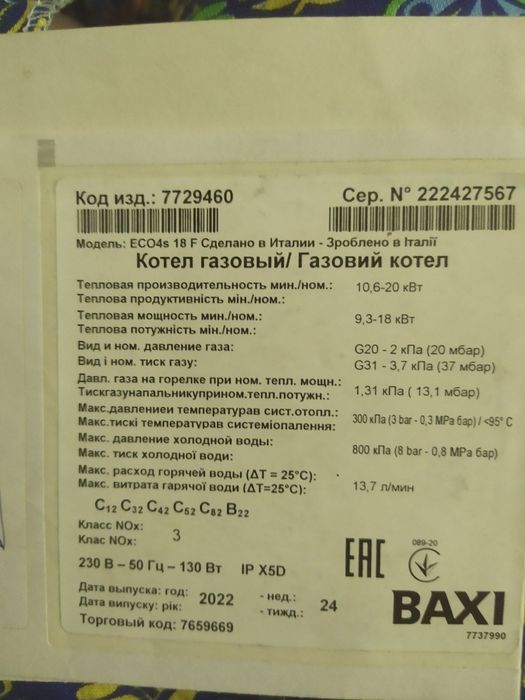 Код изд.: 7729460
Сер. N° 222427567
Модель: ECO4s 18 F Сделано в Италии - Зроблено в Італії
Котел газовый/ Газовий котел
Тепловая производительность мин./ном.: 10,6-20 кВт
Теплова продуктивність мін./ном.:
Тепловая мощность мин./ном.: 9,3-18 кВт
Теплова потужність мін./ном.:
Вид и ном. давление газа: G20 - 2 кПа (20 мбар)
Вид і ном. тиск газу: G31 - 3,7 кПа (37 мбар)
Давл. газа на горелке при ном. тепл. мощн.: 1,31 кПа ( 13,1 мбар)
Тискгазунапальникуприном.тепл.потужн.:
Макс.давлениеи температурав сист.отопл.: 300 кПа (3 bar - 0,3 МРа бар) / <95° C
Макс.тискі температурав системіопалення:
Макс. давление холодной воды: 800 кПа (8 bar - 0,8 МРа бар)
Макс. тиск холодної води:
Макс. расход горячей воды (ΔT = 25°C): 13,7 л/мин
Макс. витрата гарячої води (ΔT=25°C):
C12 C32 C42 C52 C82 B22
Класс NOx: 3
Клас NOx:
230 В – 50 Гц – 130 Вт IP X5D
EAC
089-20
Дата выпуска: год: 2022 - нед.: 24
Дата випуску: рік: - тижд.:
Торговый код: 7659669
BAXI
7737990